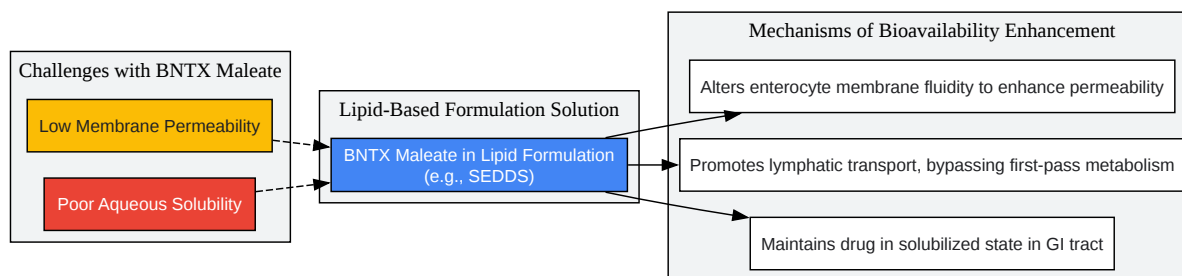 Challenges with BNTX Maleate
Low Membrane Permeability
Poor Aqueous Solubility
Lipid-Based Formulation Solution
BNTX Maleate in Lipid Formulation
(e.g., SEDDS)
Mechanisms of Bioavailability Enhancement
Alters enterocyte membrane fluidity to enhance permeability
Promotes lymphatic transport, bypassing first-pass metabolism
Maintains drug in solubilized state in GI tract